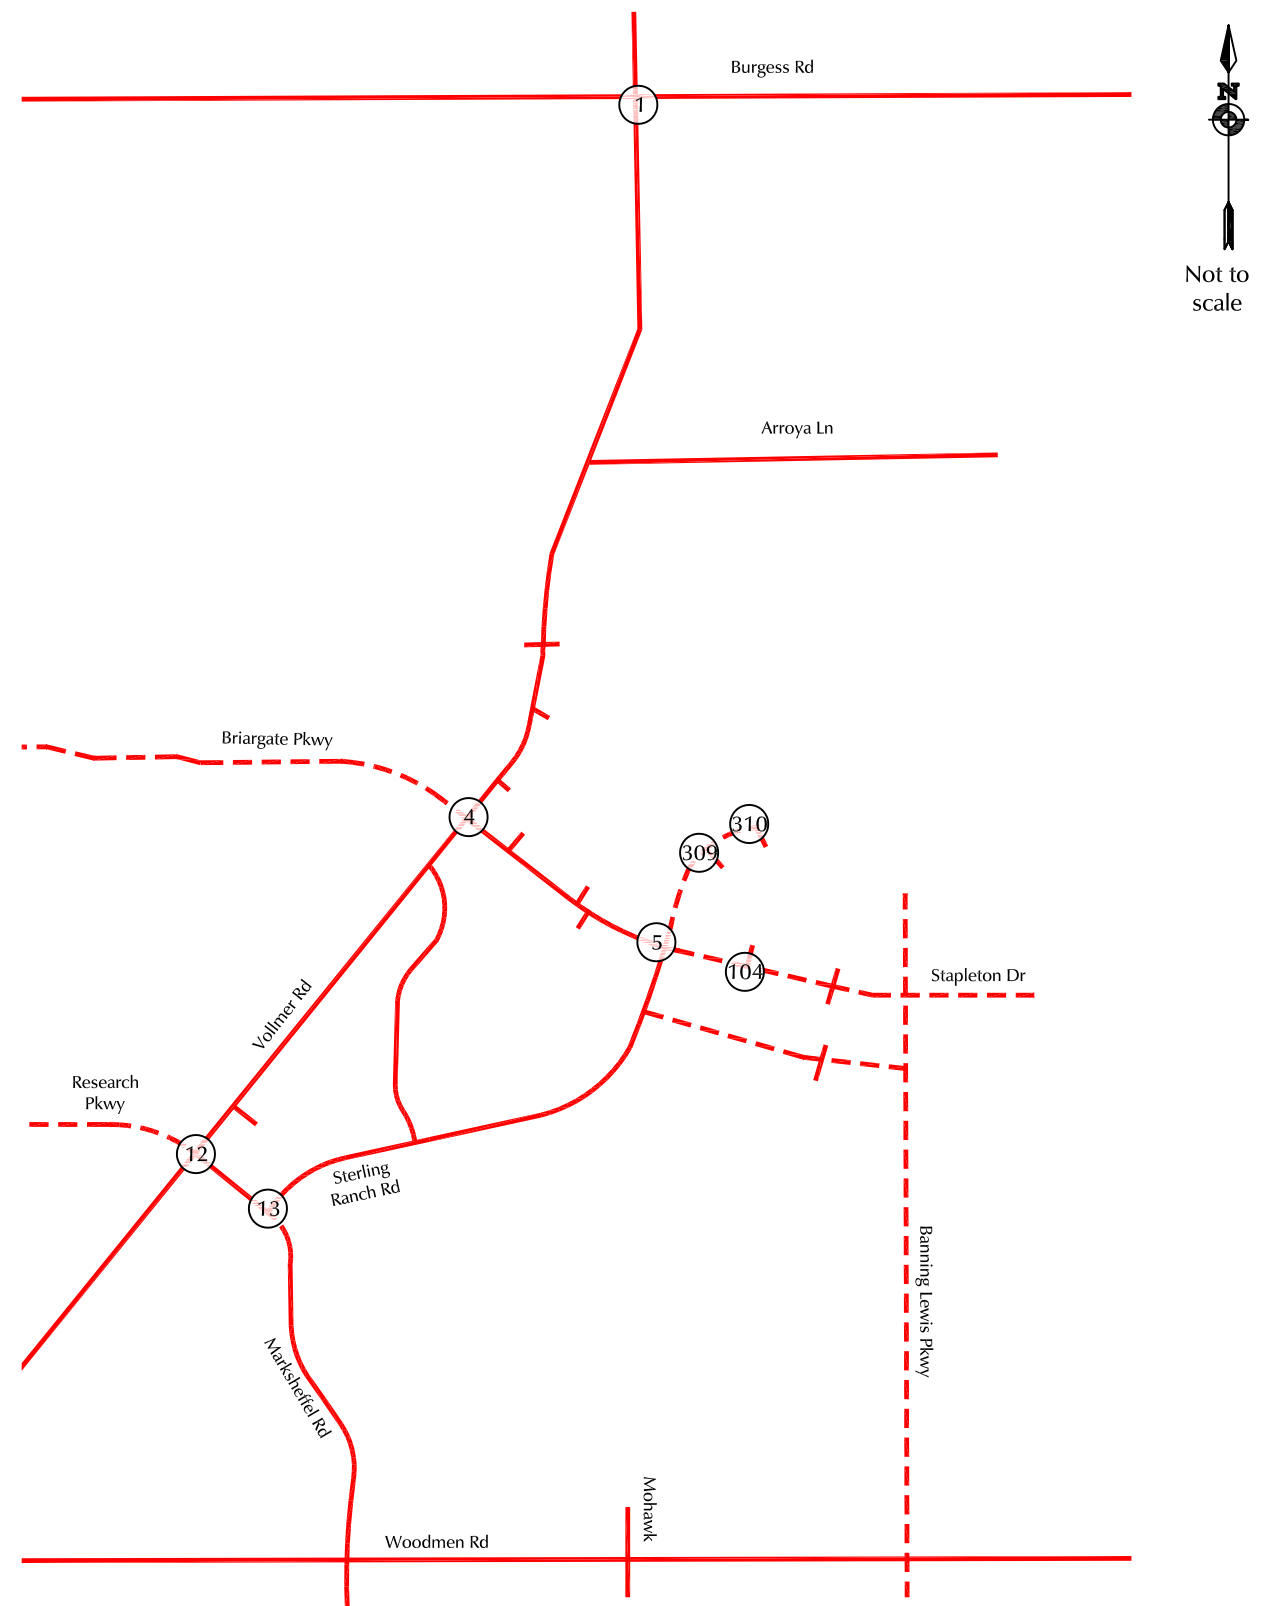 Burgess Rd
N
1
Not to
scale
Arroya Ln
Briargate Pkwy
4
310
309
5
104
Stapleton Dr
Vollmer Rd
Research
Pkwy
12
Sterling
Ranch Rd
13
Banning Lewis Pkwy
Marksheffel Rd
Mohawk
Woodmen Rd